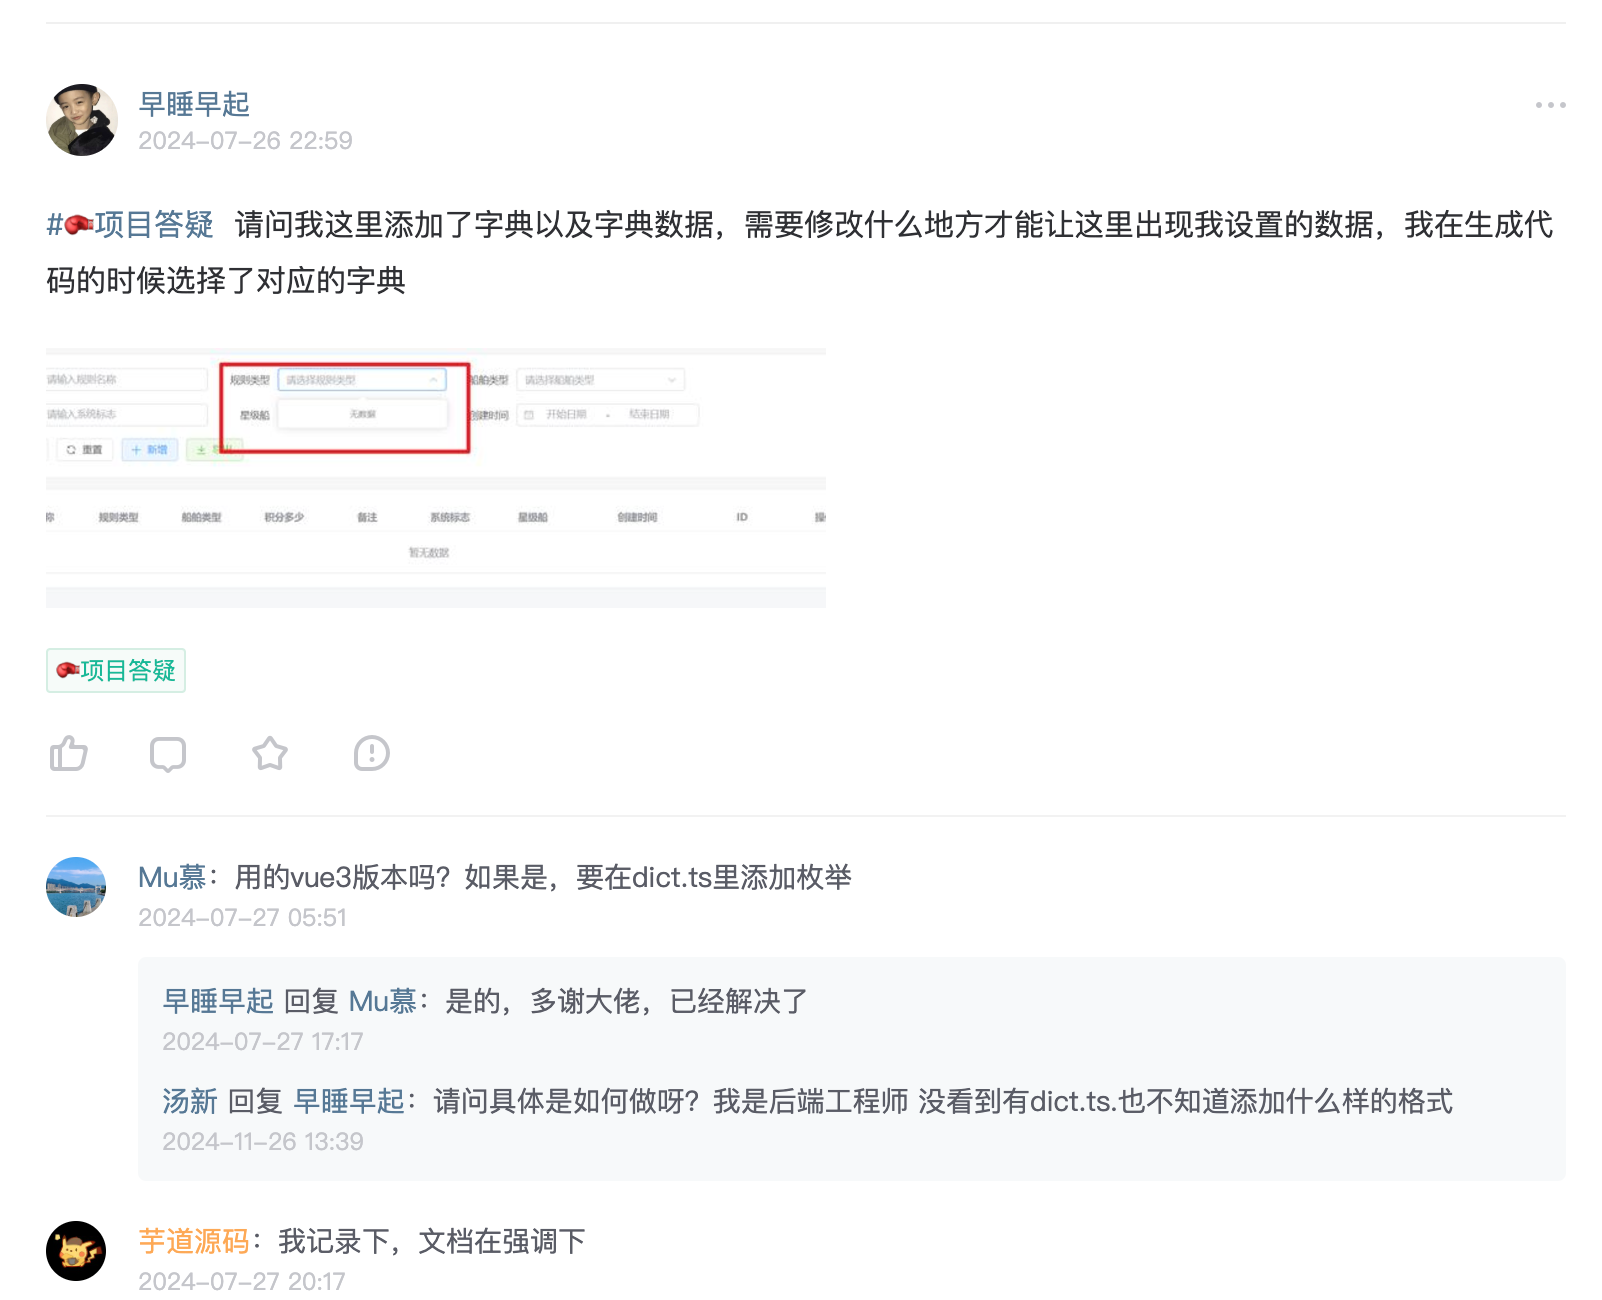 早睡早起
2024-07-26 22:59
#🥊项目答疑 请问我这里添加了字典以及字典数据，需要修改什么地方才能让这里出现我设置的数据，我在生成代
码的时候选择了对应的字典
请输入规则名称 规则类型 请选择规则类型 船舶类型 请选择船舶类型
请输入系统标志 星级船 无数据 创建时间 开始日期 - 结束日期
重置 + 新增 导出
称 规则类型 船舶类型 积分多少 备注 系统标志 星级船 创建时间 ID 操
暂无数据
🥊项目答疑
Mu慕：用的vue3版本吗？如果是，要在dict.ts里添加枚举
2024-07-27 05:51
早睡早起 回复 Mu慕：是的，多谢大佬，已经解决了
2024-07-27 17:17
汤新 回复 早睡早起：请问具体是如何做呀？我是后端工程师 没看到有dict.ts.也不知道添加什么样的格式
2024-11-26 13:39
芋道源码：我记录下，文档在强调下
2024-07-27 20:17